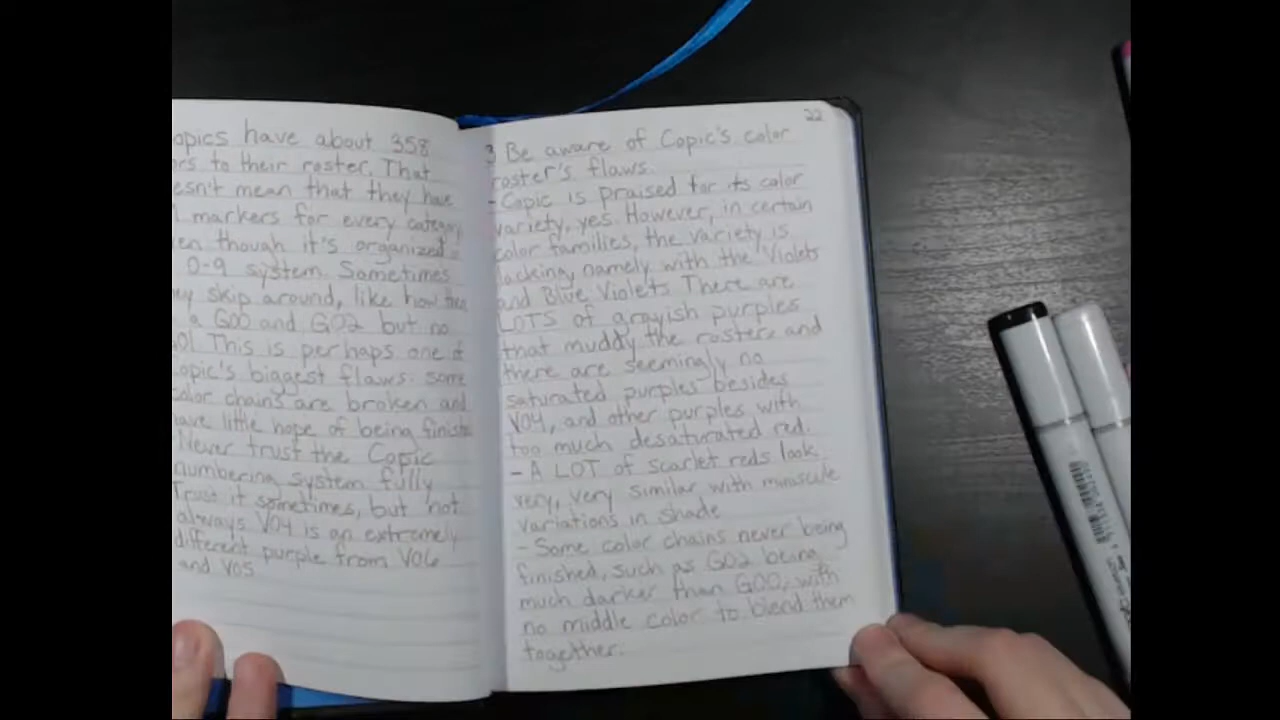 opics have about 358
ors to their roster. That
esn't mean that they have
markers for every category
en though it's organized
0-9 system. Sometimes
ey skip around, like how they
a G00 and G02 but no
G01. This is perhaps one of
Copic's biggest flaws: some
color chains are broken and
have little hope of being finished
Never trust the Copic
numbering system fully
Trust it sometimes, but not
always. V04 is an extremely
different purple from V06
and V05
22
3 Be aware of Copic's color
roster's flaws.
- Copic is praised for its color
variety, yes. However, in certain
color families, the variety is
lacking, namely with the Violets
and Blue Violets. There are
LOTS of grayish purples
that muddy the roster, and
there are seemingly no
saturated purples besides
V04, and other purples with
too much desaturated red.
- A LOT of scarlet reds look
very, very similar with miniscule
variations in shade
- Some color chains never being
finished, such as G02 being
much darker than G00, with
no middle color to blend them
together.